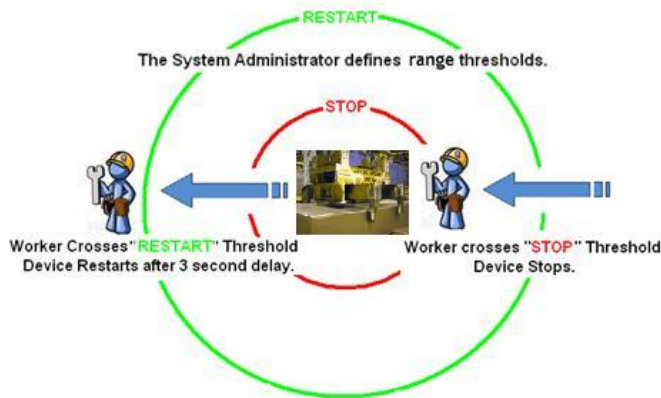 RESTART
The System Administrator defines range thresholds.
STOP
Worker Crosses"RESTART" Threshold
Device Restarts after 3 second delay.
Worker crosses "STOP" Threshold
Device Stops.